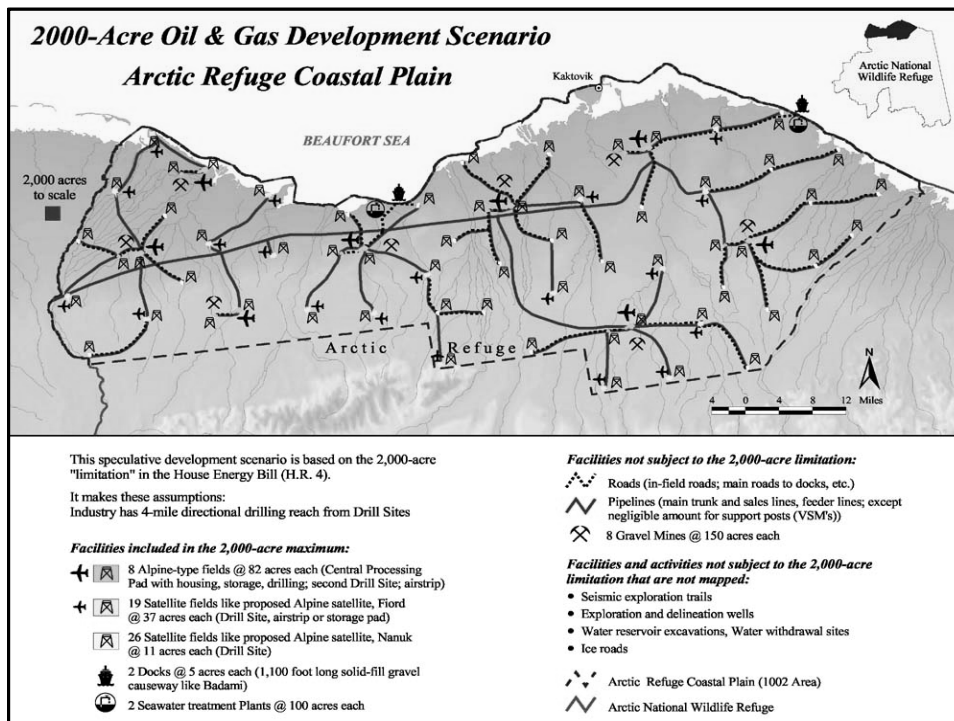 2000-Acre Oil & Gas Development Scenario
Arctic Refuge Coastal Plain
Kaktovik
Arctic National
Wildlife Refuge
BEAUFORT SEA
2,000 acres
to scale
Arctic Refuge
N
4 0 4 8 12
Miles
This speculative development scenario is based on the 2,000-acre
"limitation" in the House Energy Bill (H.R. 4).
It makes these assumptions:
Industry has 4-mile directional drilling reach from Drill Sites
Facilities included in the 2,000-acre maximum:
8 Alpine-type fields @ 82 acres each (Central Processing
Pad with housing, storage, drilling; second Drill Site; airstrip)
19 Satellite fields like proposed Alpine satellite, Fiord
@ 37 acres each (Drill Site, airstrip or storage pad)
26 Satellite fields like proposed Alpine satellite, Nanuk
@ 11 acres each (Drill Site)
2 Docks @ 5 acres each (1,100 foot long solid-fill gravel
causeway like Badami)
2 Seawater treatment Plants @ 100 acres each
Facilities not subject to the 2,000-acre limitation:
Roads (in-field roads; main roads to docks, etc.)
Pipelines (main trunk and sales lines, feeder lines; except
negligible amount for support posts (VSM's))
8 Gravel Mines @ 150 acres each
Facilities and activities not subject to the 2,000-acre
limitation that are not mapped:
• Seismic exploration trails
• Exploration and delineation wells
• Water reservoir excavations, Water withdrawal sites
• Ice roads
Arctic Refuge Coastal Plain (1002 Area)
Arctic National Wildlife Refuge